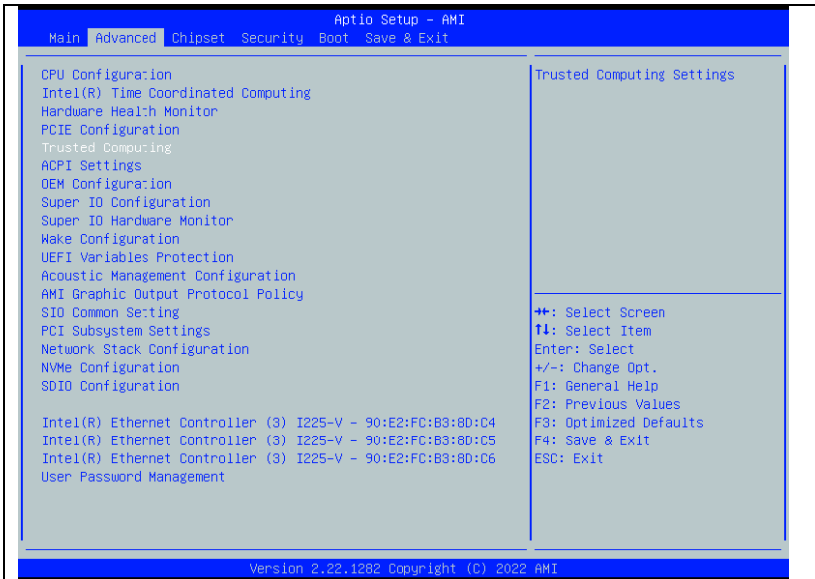 Aptio Setup – AMI
Main Advanced Chipset Security Boot Save & Exit
CPU Configuration
Intel(R) Time Coordinated Computing
Hardware Health Monitor
PCIE Configuration
Trusted Computing
ACPI Settings
OEM Configuration
Super IO Configuration
Super IO Hardware Monitor
Wake Configuration
UEFI Variables Protection
Acoustic Management Configuration
AMI Graphic Output Protocol Policy
SIO Common Setting
PCI Subsystem Settings
Network Stack Configuration
NVMe Configuration
SDIO Configuration
Intel(R) Ethernet Controller (3) I225-V – 90:E2:FC:B3:8D:C4
Intel(R) Ethernet Controller (3) I225-V – 90:E2:FC:B3:8D:C5
Intel(R) Ethernet Controller (3) I225-V – 90:E2:FC:B3:8D:C6
User Password Management
Trusted Computing Settings
→←: Select Screen
↑↓: Select Item
Enter: Select
+/-: Change Opt.
F1: General Help
F2: Previous Values
F3: Optimized Defaults
F4: Save & Exit
ESC: Exit
Version 2.22.1282 Copyright (C) 2022 AMI